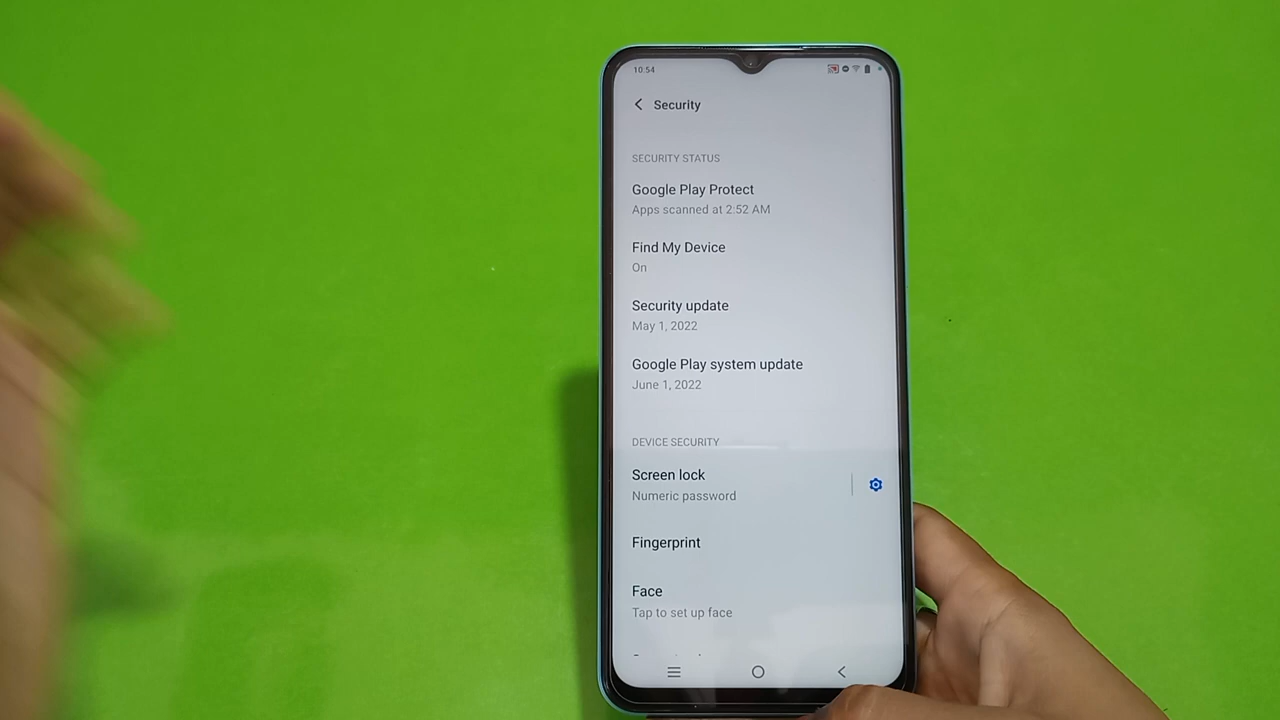 10:54
Security
SECURITY STATUS
Google Play Protect
Apps scanned at 2:52 AM
Find My Device
On
Security update
May 1, 2022
Google Play system update
June 1, 2022
DEVICE SECURITY
Screen lock
Numeric password
Fingerprint
Face
Tap to set up face